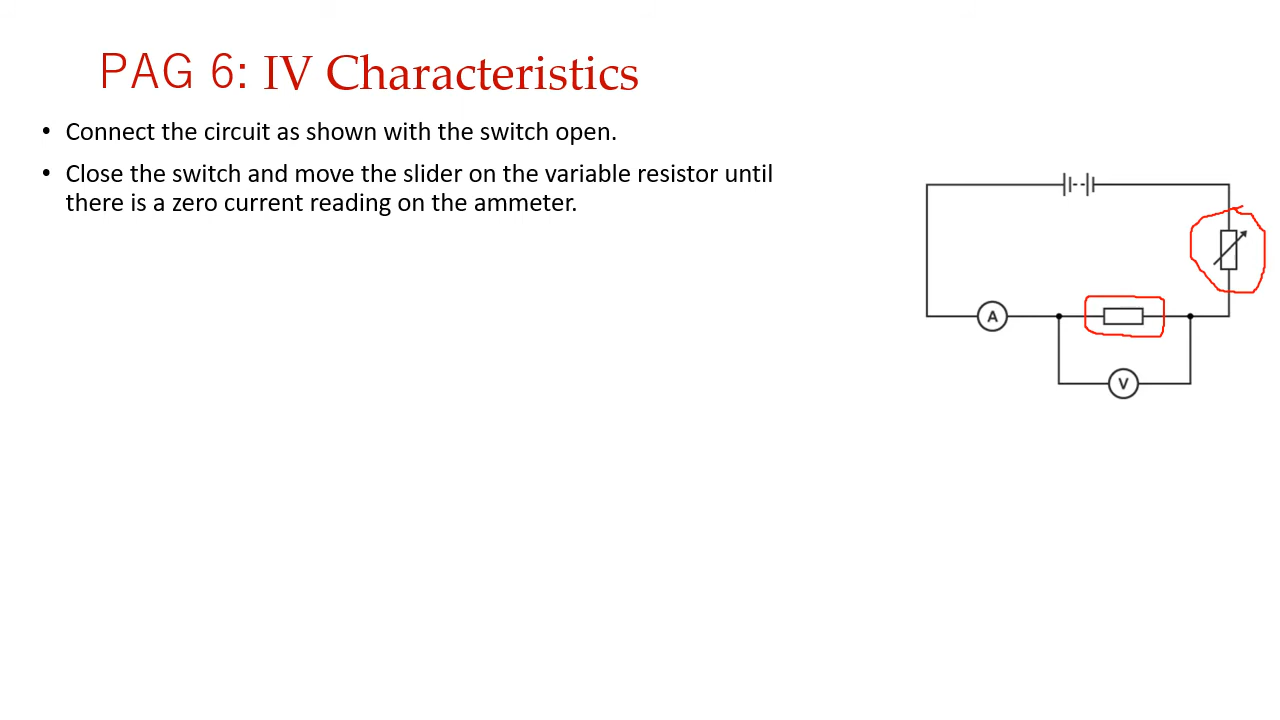 PAG 6: IV Characteristics
• Connect the circuit as shown with the switch open.
• Close the switch and move the slider on the variable resistor until
there is a zero current reading on the ammeter.
A
V